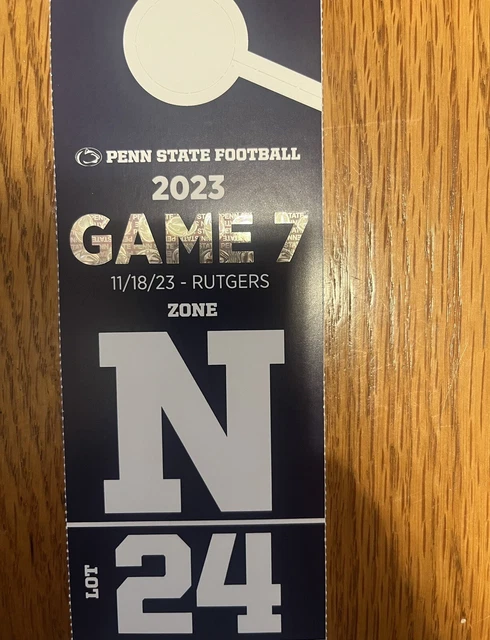 PENN STATE FOOTBALL
2023
GAME 7
11/18/23 - RUTGERS
ZONE
N
LOT 24